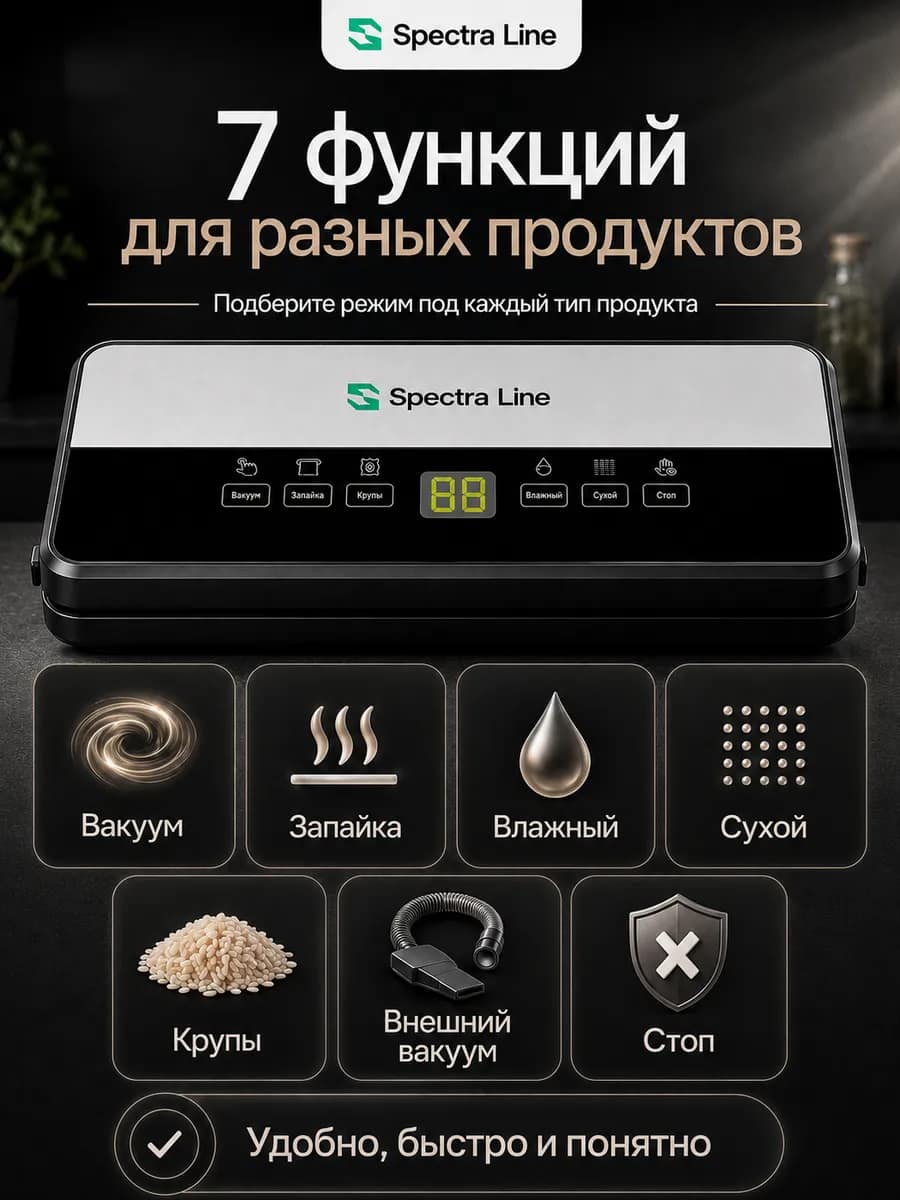 Spectra Line
7 функций
для разных продуктов
Подберите режим под каждый тип продукта
Spectra Line
Вакуум Запайка Крупы 88 Влажный Сухой Стоп
Вакуум Запайка Влажный Сухой
Крупы Внешний вакуум Стоп
Удобно, быстро и понятно